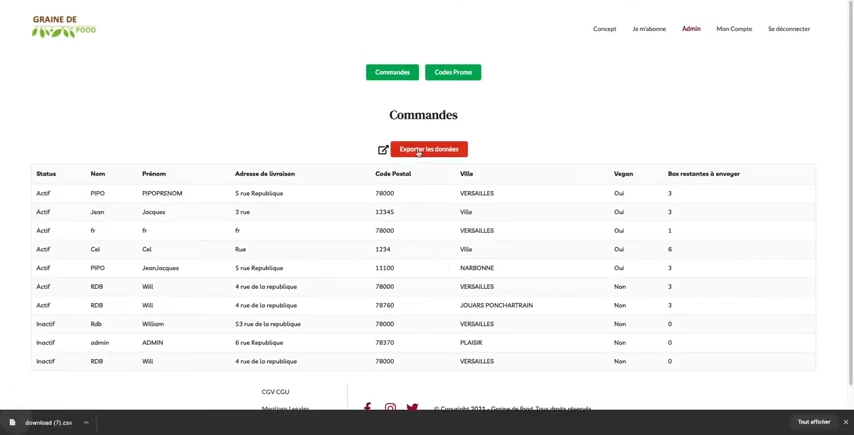 GRAINE DE
FOOD
Concept Je m'abonne Admin Mon Compte Se déconnecter
Commandes Codes Promo
Commandes
Exporter les données
Status Nom Prénom Adresse de livraison Code Postal Ville Vegan Box restantes à envoyer
Actif PIPO PIPOPRENOM 5 rue Republique 78000 VERSAILLES Oui 3
Actif Jean Jacques 3 rue 12345 Ville Oui 3
Actif fr fr fr 78000 VERSAILLES Oui 1
Actif Cel Cel Rue 1234 Ville Oui 6
Actif PIPO JeanJacques 5 rue Republique 11100 NARBONNE Oui 3
Actif RDB Will 4 rue de la republique 78000 VERSAILLES Non 3
Actif RDB Will 4 rue de la republique 78760 JOUARS PONCHARTRAIN Non 3
Inactif Rdb William 53 rue de la republique 78000 VERSAILLES Non 0
Inactif admin ADMIN 6 rue Republique 78370 PLAISIR Non 0
Inactif RDB Will 4 rue de la republique 78000 VERSAILLES Non 0
CGV CGU
Mentions Legales © Copyright 2021 - Graine de food. Tout droits réservés
download (7).csv Tout afficher